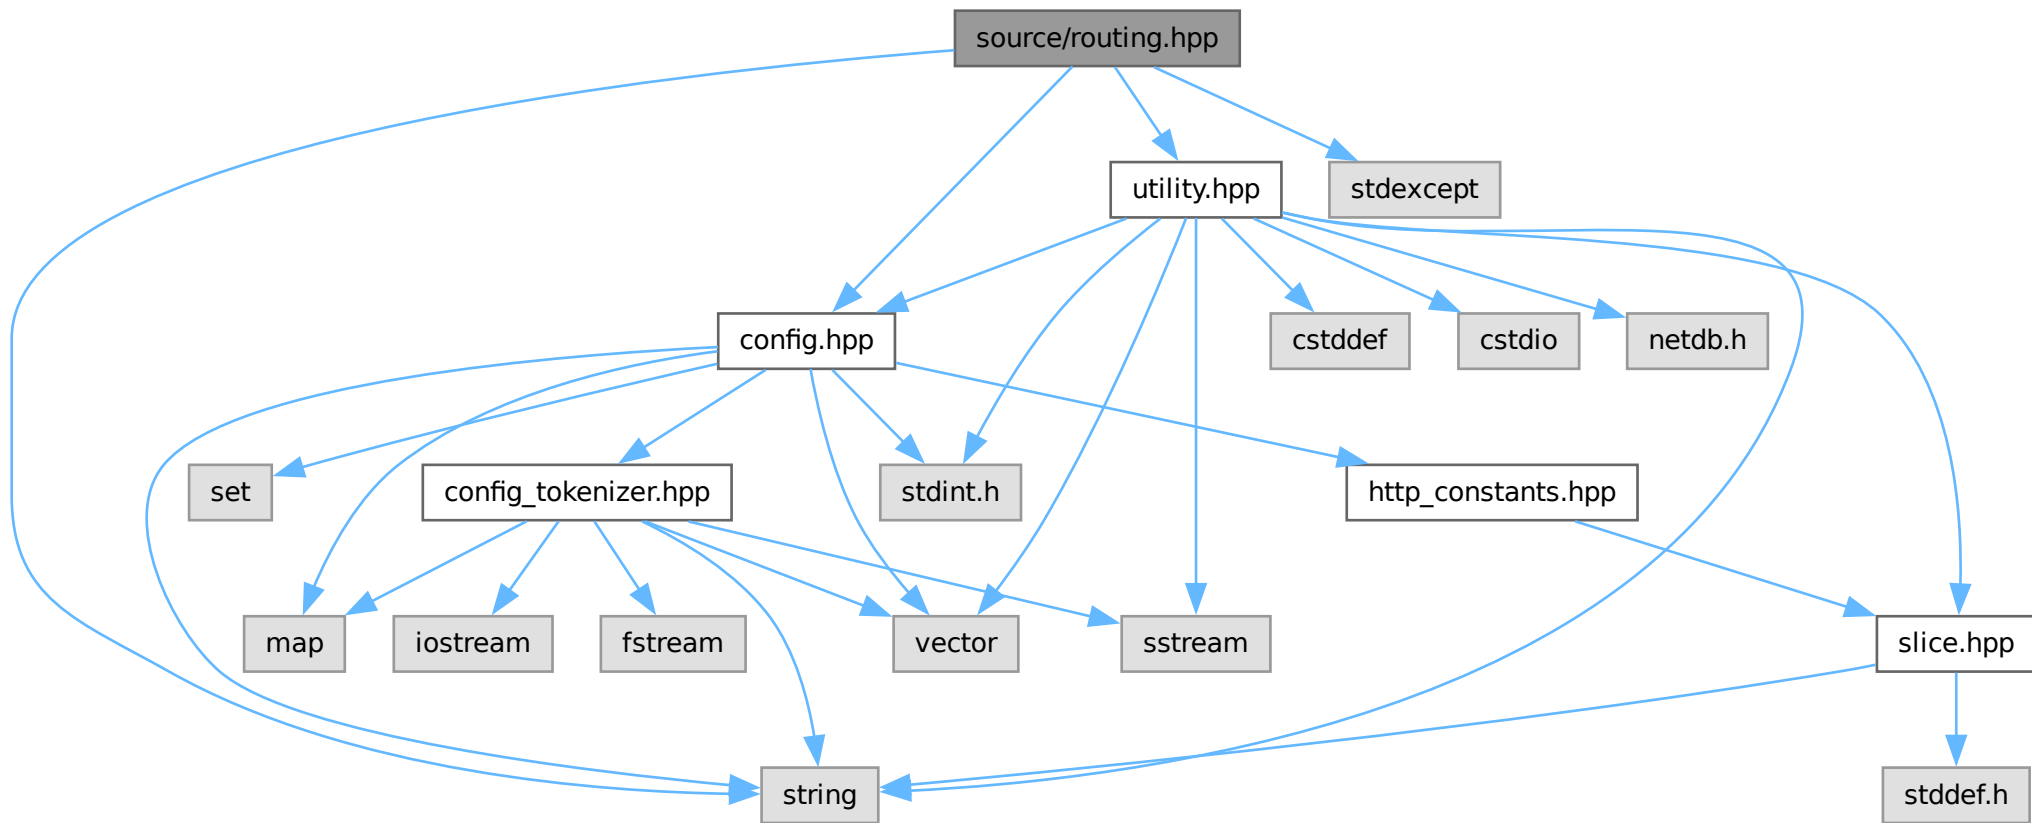 source/routing.hpp
utility.hpp
stdexcept
config.hpp
cstddef
cstdio
netdb.h
set
config_tokenizer.hpp
stdint.h
http_constants.hpp
map
iostream
fstream
vector
sstream
slice.hpp
string
stddef.h